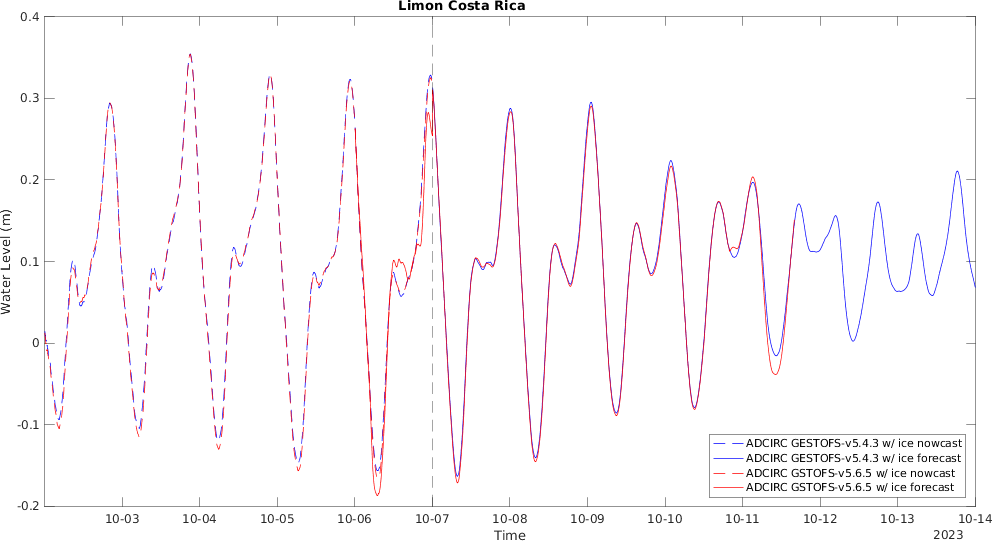 Limon Costa Rica
0.4
0.3
0.2
0.1
0
-0.1
-0.2
Water Level (m)
10-03 10-04 10-05 10-06 10-07 10-08 10-09 10-10 10-11 10-12 10-13 10-14
Time
2023
ADCIRC GESTOFS-v5.4.3 w/ ice nowcast
ADCIRC GESTOFS-v5.4.3 w/ ice forecast
ADCIRC GSTOFS-v5.6.5 w/ ice nowcast
ADCIRC GSTOFS-v5.6.5 w/ ice forecast